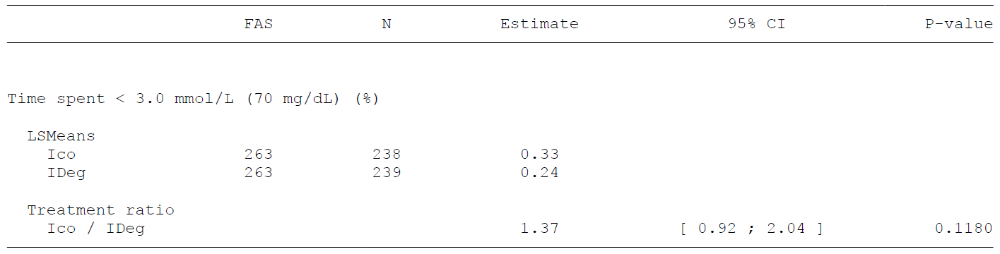 FAS N Estimate 95% CI P-value
Time spent < 3.0 mmol/L (70 mg/dL) (%)
LSMeans
Ico 263 238 0.33
IDeg 263 239 0.24
Treatment ratio
Ico / IDeg 1.37 [ 0.92 ; 2.04 ] 0.1180